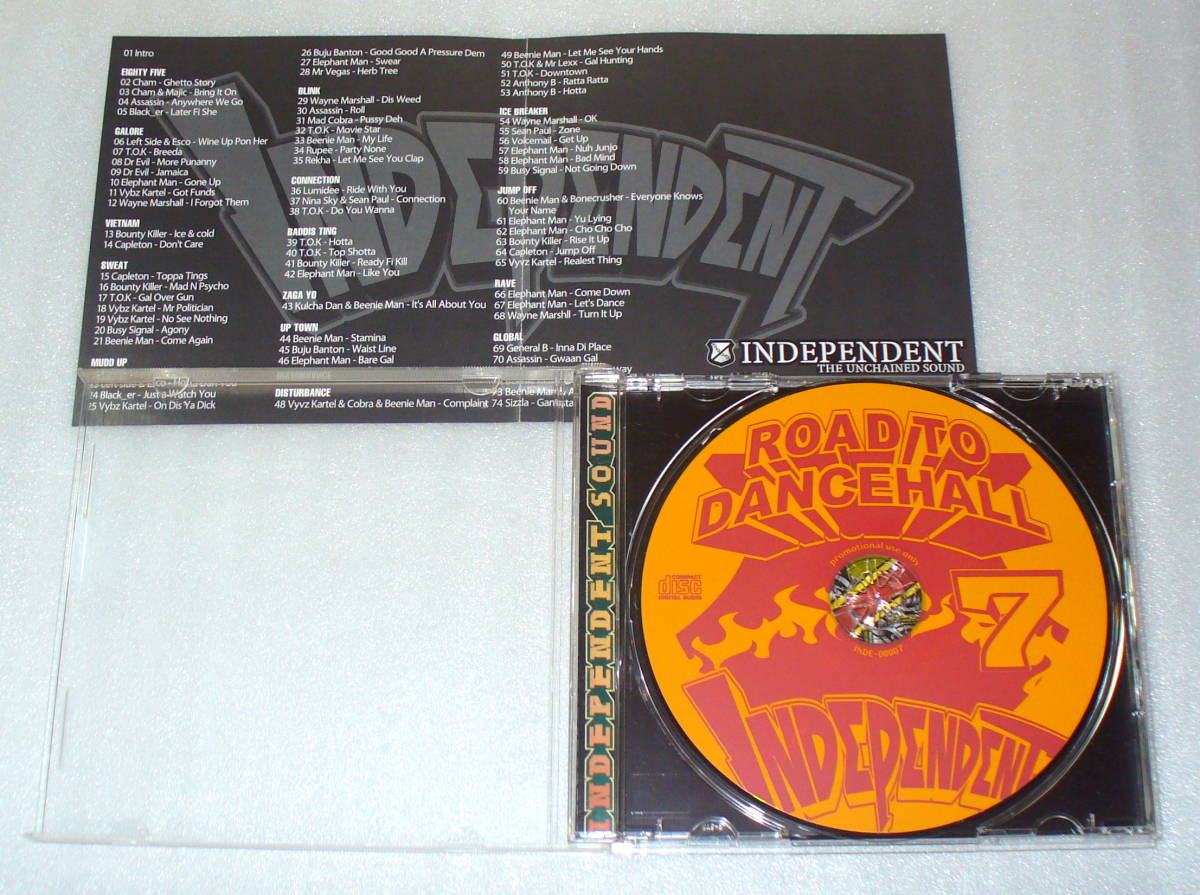 01 Intro
EIGHTY FIVE
02 Cham - Ghetto Story
03 Cham & Majic - Bring It On
04 Assassin - Anywhere We Go
05 Black_er - Later Fi She
GALORE
06 Left Side & Esco - Wine Up Pon Her
07 T.O.K - Breeda
08 Dr Evil - More Punanny
09 Dr Evil - Jamaica
10 Elephant Man - Gone Up
11 Vybz Kartel - Got Funds
12 Wayne Marshall - I Forgot Them
VIETNAM
13 Bounty Killer - Ice & cold
14 Capleton - Don't Care
SWEAT
15 Capleton - Toppa Tings
16 Bounty Killer - Mad N Psycho
17 T.O.K - Gal Over Gun
18 Vybz Kartel - Mr Politician
19 Vybz Kartel - No See Nothing
20 Busy Signal - Agony
21 Beenie Man - Come Again
MUDD UP
24 Black_er - Just a Watch You
25 Vybz Kartel - On Dis Ya Dick
26 Buju Banton - Good Good A Pressure Dem
27 Elephant Man - Swear
28 Mr Vegas - Herb Tree
BLINK
29 Wayne Marshall - Dis Weed
30 Assassin - Roll
31 Mad Cobra - Pussy Deh
32 T.O.K - Movie Star
33 Beenie Man - My Life
34 Rupee - Party None
35 Rekha - Let Me See You Clap
CONNECTION
36 Lumidee - Ride With You
37 Nina Sky & Sean Paul - Connection
38 T.O.K - Do You Wanna
BADDIS TING
39 T.O.K - Hotta
40 T.O.K - Top Shotta
41 Bounty Killer - Ready Fi Kill
42 Elephant Man - Like You
ZAGA YO
43 Kulcha Dan & Beenie Man - It's All About You
UP TOWN
44 Beenie Man - Stamina
45 Buju Banton - Waist Line
46 Elephant Man - Bare Gal
DISTURBANCE
48 Vyvz Kartel & Cobra & Beenie Man - Complaint
49 Beenie Man - Let Me See Your Hands
50 T.O.K & Mr Lexx - Gal Hunting
51 T.O.K - Downtown
52 Anthony B - Ratta Ratta
53 Anthony B - Hotta
ICE BREAKER
54 Wayne Marshall - OK
55 Sean Paul - Zone
56 Voicemail - Get Up
57 Elephant Man - Nuh Junjo
58 Elephant Man - Bad Mind
59 Busy Signal - Not Going Down
JUMP OFF
60 Beenie Man & Bonecrusher - Everyone Knows
Your Name
61 Elephant Man - Yu Lying
62 Elephant Man - Cho Cho Cho
63 Bounty Killer - Rise It Up
64 Capleton - Jump Off
65 Vyvz Kartel - Realest Thing
RAVE
66 Elephant Man - Come Down
67 Elephant Man - Let's Dance
68 Wayne Marshll - Turn It Up
GLOBAL
69 General B - Inna Di Place
70 Assassin - Gwaan Gal
73 Beenie Man
74 Sizzla
INDEPENDENT
INDEPENDENT
THE UNCHAINED SOUND
INDEPENDENT SOUND
ROAD TO
DANCEHALL
7
promotional use only
COMPACT
disc
DIGITAL AUDIO
INDE-00007
INDEPENDENT